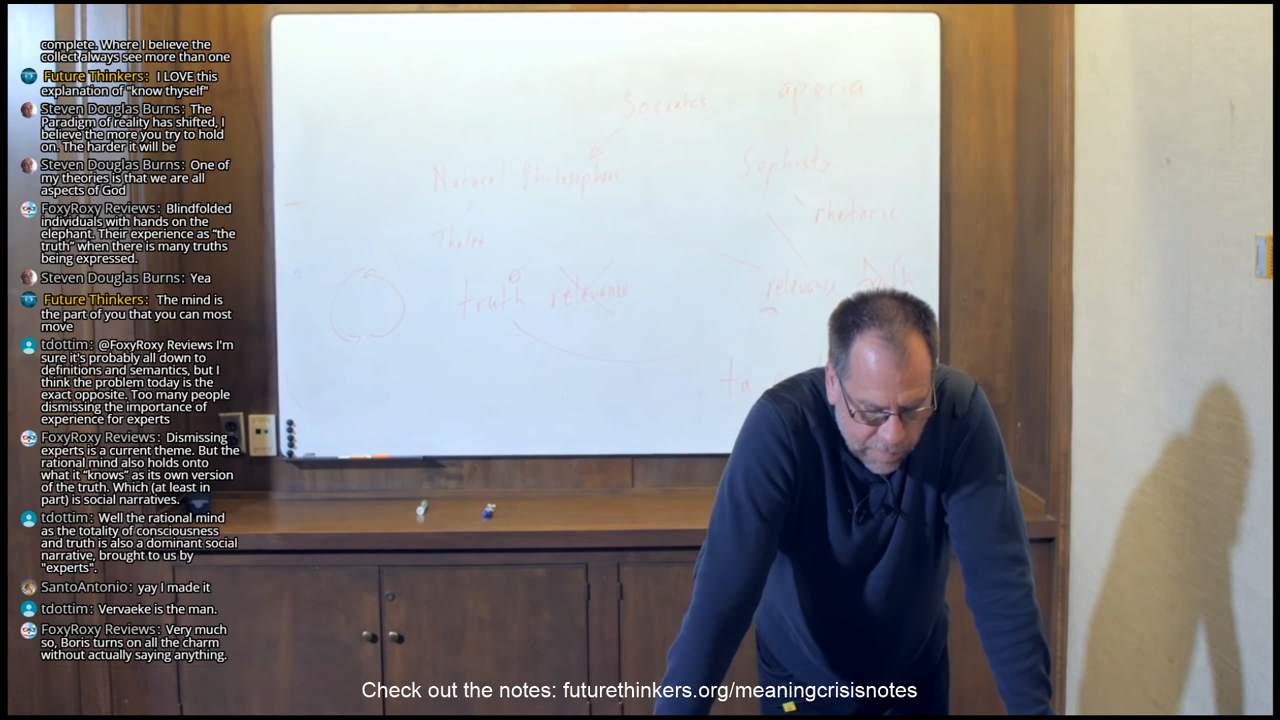 complete. Where I believe the
collect always see more than one
Future Thinkers: I LOVE this
explanation of "know thyself"
Steven Douglas Burns: The
Paradigm of reality has shifted, I
believe the more you try to hold
on. The harder it will be
Steven Douglas Burns: One of
my theories is that we are all
aspects of God
FoxyRoxy Reviews: Blindfolded
individuals with hands on the
elephant. Their experience as "the
truth" when there is many truths
being expressed.
Steven Douglas Burns: Yea
Future Thinkers: The mind is
the part of you that you can most
move
tdottim: @FoxyRoxy Reviews I'm
sure it's probably all down to
definitions and semantics, but I
think the problem today is the
exact opposite. Too many people
dismissing the importance of
experience for experts
FoxyRoxy Reviews: Dismissing
experts is a current theme. But the
rational mind also holds onto
what it "knows" as its own version
of the truth. Which (at least in
part) is social narratives.
tdottim: Well the rational mind
as the totality of consciousness
and truth is also a dominant social
narrative, brought to us by
"experts".
SantoAntonio: yay I made it
tdottim: Vervaeke is the man.
FoxyRoxy Reviews: Very much
so, Boris turns on all the charm
without actually saying anything.
Socrates aporia
Natural Philosophers Sophists
rhetoric
Thales
truth relevance relevance truth
ta
Check out the notes: futurethinkers.org/meaningcrisisnotes